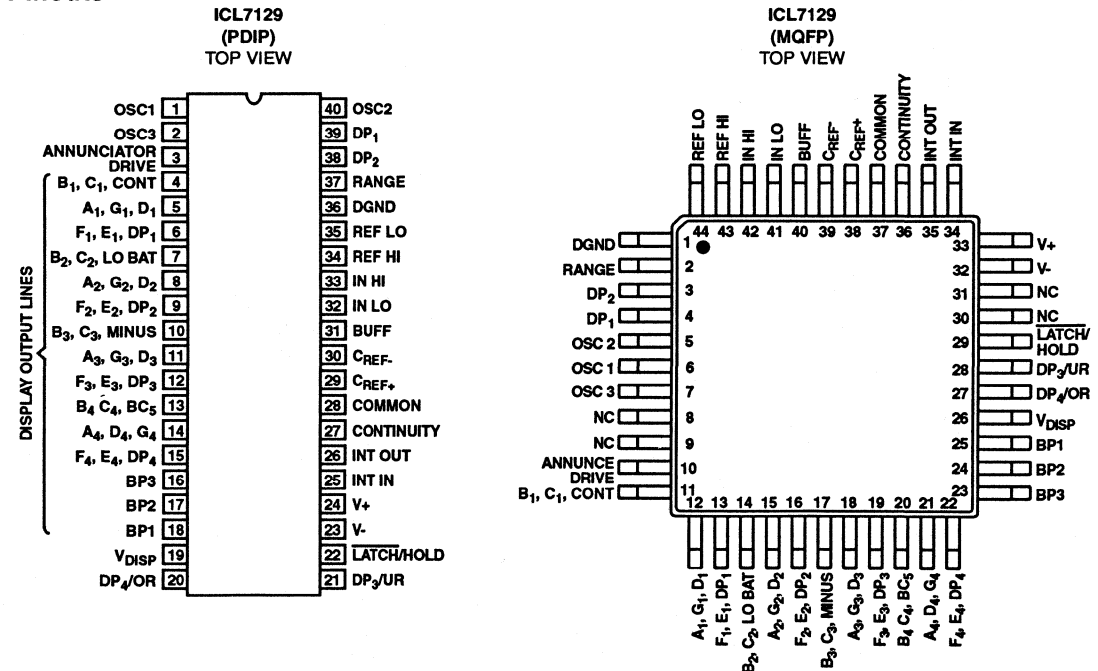 ICL7129
(PDIP)
TOP VIEW
OSC1 1
OSC3 2
ANNUNCIATOR
DRIVE 3
B1, C1, CONT 4
A1, G1, D1 5
F1, E1, DP1 6
B2, C2, LO BAT 7
A2, G2, D2 8
F2, E2, DP2 9
B3, C3, MINUS 10
A3, G3, D3 11
F3, E3, DP3 12
B4 C4, BC5 13
A4, D4, G4 14
F4, E4, DP4 15
BP3 16
BP2 17
BP1 18
VDISP 19
DP4/OR 20
DISPLAY OUTPUT LINES
40 OSC2
39 DP1
38 DP2
37 RANGE
36 DGND
35 REF LO
34 REF HI
33 IN HI
32 IN LO
31 BUFF
30 CREF-
29 CREF+
28 COMMON
27 CONTINUITY
26 INT OUT
25 INT IN
24 V+
23 V-
22 LATCH/HOLD
21 DP3/UR
ICL7129
(MQFP)
TOP VIEW
REF LO
REF HI
IN HI
IN LO
BUFF
CREF-
CREF+
COMMON
CONTINUITY
INT OUT
INT IN
44 43 42 41 40 39 38 37 36 35 34
DGND 1
RANGE 2
DP2 3
DP1 4
OSC 2 5
OSC 1 6
OSC 3 7
NC 8
NC 9
ANNUNCE
DRIVE 10
B1, C1, CONT 11
33 V+
32 V-
31 NC
30 NC
29 LATCH/
HOLD
28 DP3/UR
27 DP4/OR
26 VDISP
25 BP1
24 BP2
23 BP3
12 13 14 15 16 17 18 19 20 21 22
A1, G1, D1
F1, E1, DP1
B2, C2, LO BAT
A2, G2, D2
F2, E2, DP2
B3, C3, MINUS
A3, G3, D3
F3, E3, DP3
B4 C4, BC5
A4, D4, G4
F4, E4, DP4